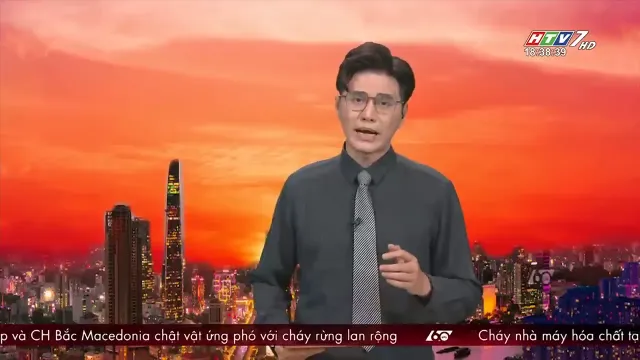 HTV7 HD
18:38:39
p và CH Bắc Macedonia chật vật ứng phó với cháy rừng lan rộng 60 Cháy nhà máy hóa chất tạ